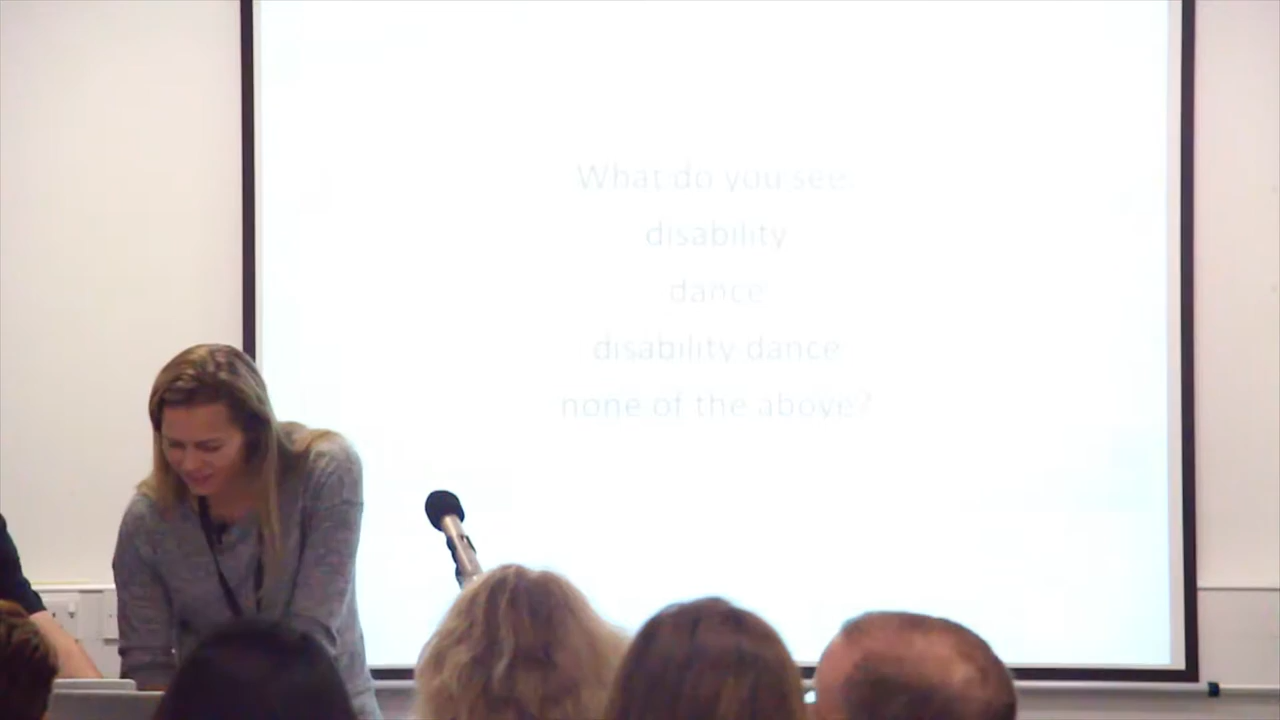 What do you see:
disability
dance
disability dance
none of the above?